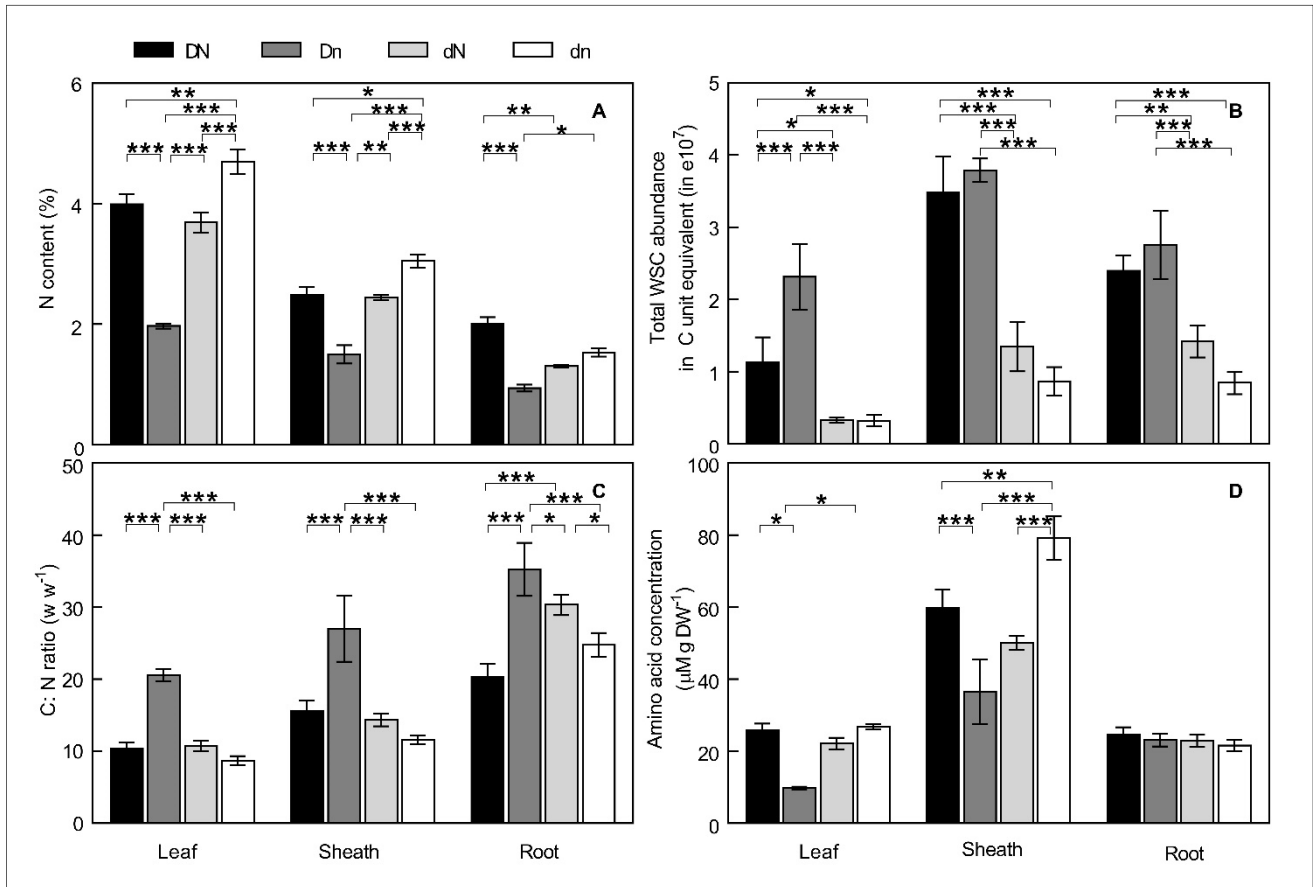 DN Dn dN dn
6
4
2
0
N content (%)
A
** * 
*** *** **
*** *** *
*** *** *** ** ***
5
4
3
2
1
0
Total WSC abundance
in C unit equivalent (in e10⁷)
B
* *** ***
*** *** **
* *** ***
*** *** *** ***
50
40
30
20
10
0
C: N ratio (w w⁻¹)
C
***
*** *** ***
*** *** *** *** *** * *
Leaf Sheath Root
100
80
60
40
20
0
Amino acid concentration
(µM g DW⁻¹)
D
**
* ***
* *** ***
Leaf Sheath Root